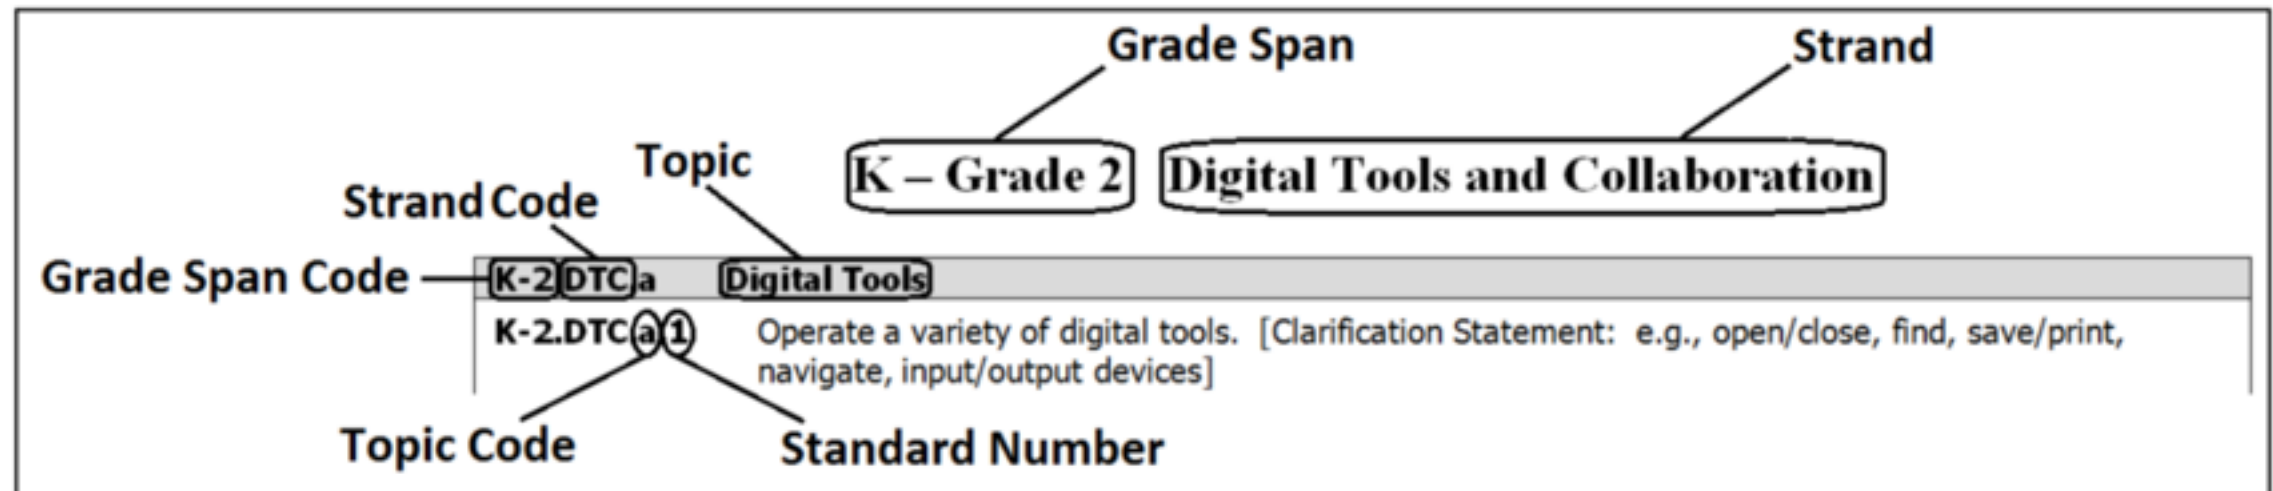 Grade Span Strand
Topic K – Grade 2 Digital Tools and Collaboration
Strand Code
Grade Span Code K-2 DTC a Digital Tools
K-2.DTC a 1 Operate a variety of digital tools. [Clarification Statement: e.g., open/close, find, save/print,
navigate, input/output devices]
Topic Code Standard Number